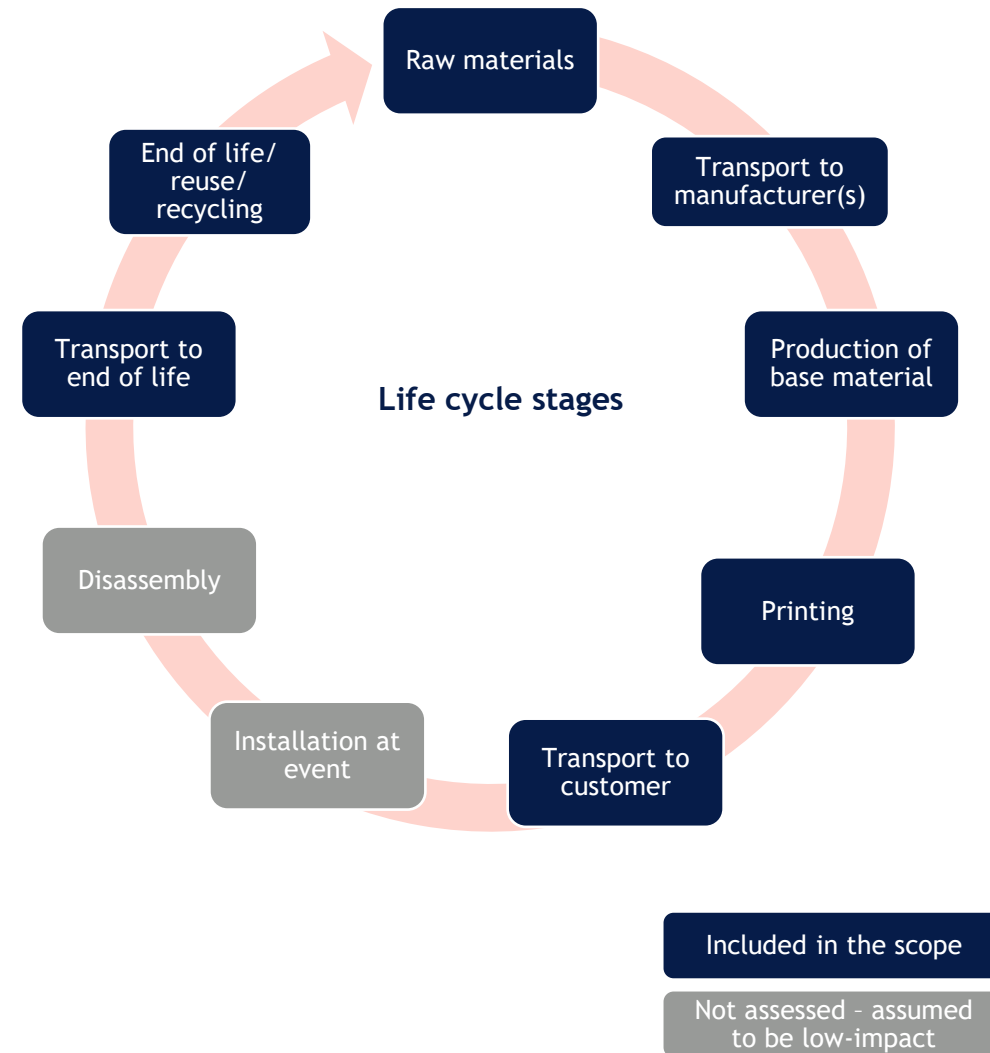 Raw materials
Transport to
manufacturer(s)
Production of
base material
Printing
Transport to
customer
Installation at
event
Disassembly
Transport to
end of life
End of life/
reuse/
recycling
Life cycle stages
Included in the scope
Not assessed – assumed
to be low-impact